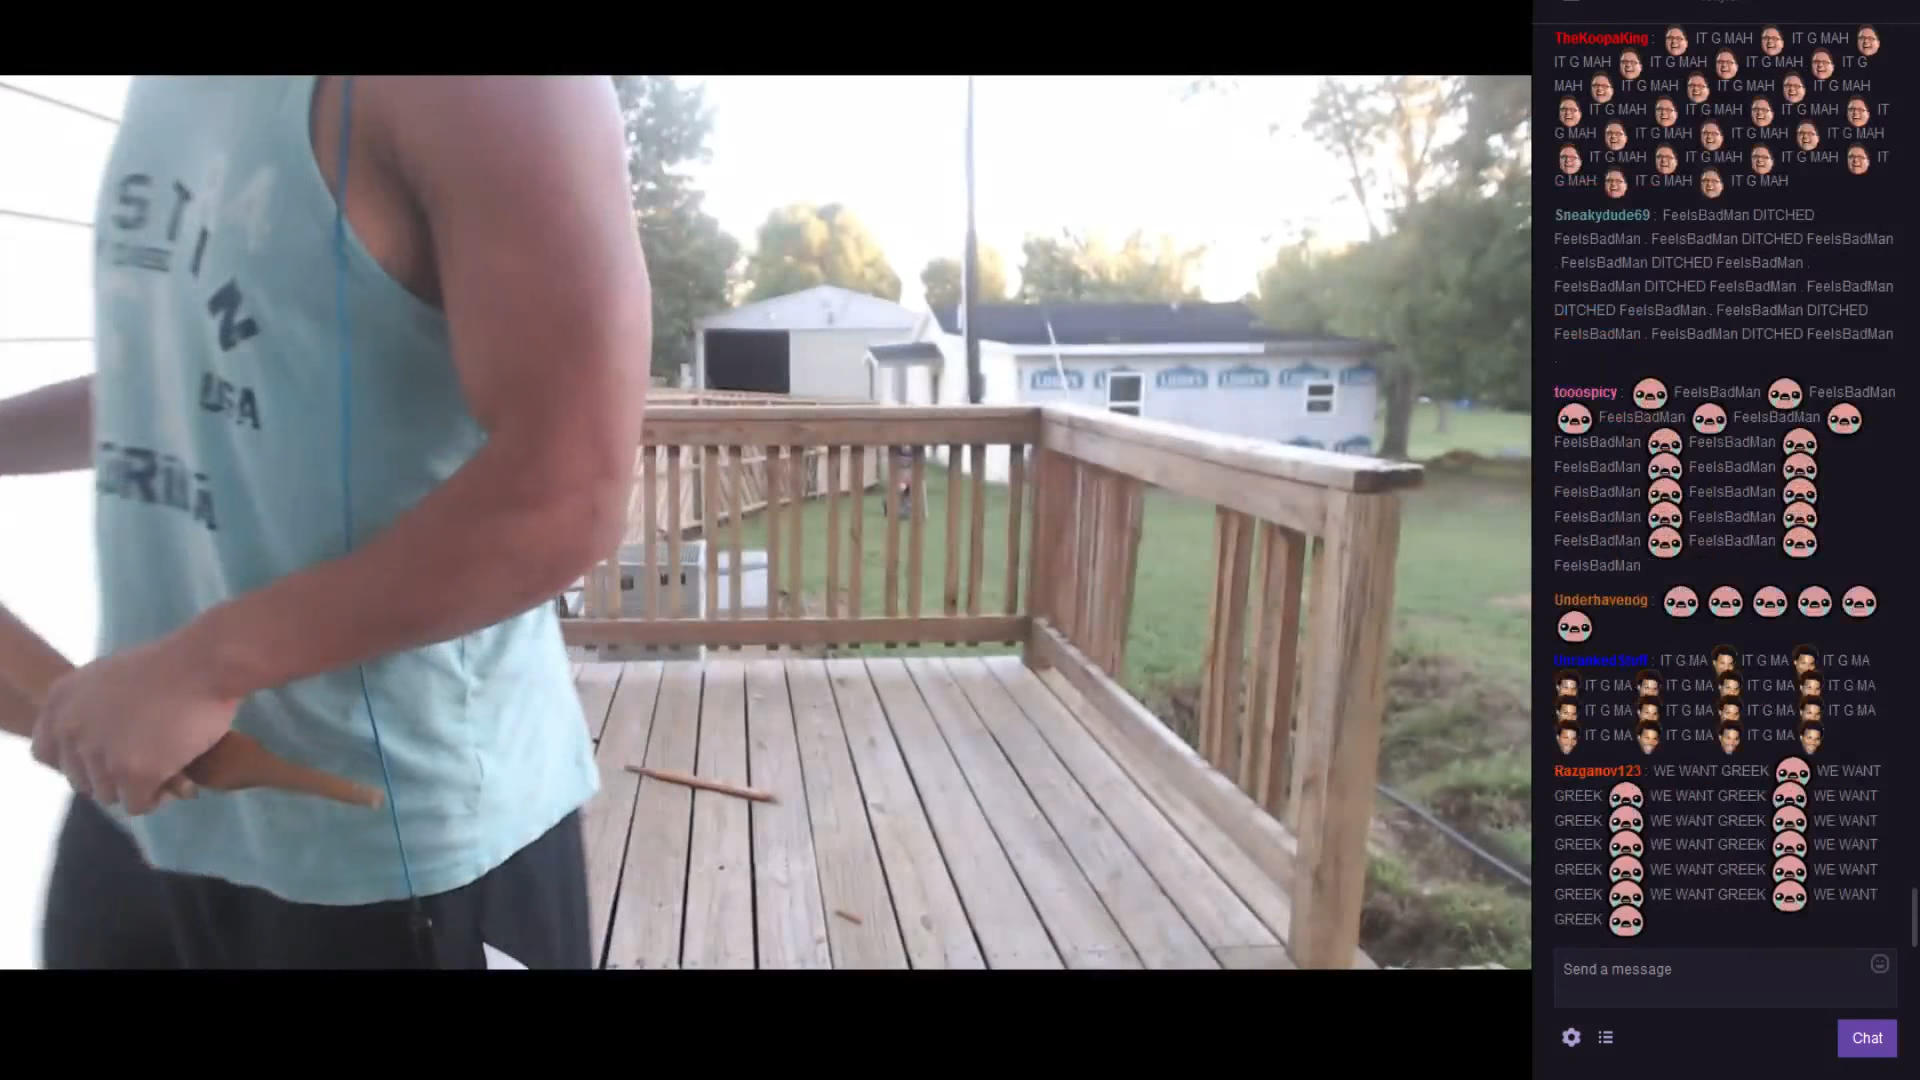 STIN
USA
LOWE'S LOWE'S LOWE'S
TheKoopaKing : IT G MAH IT G MAH
IT G MAH IT G MAH IT G MAH IT G
MAH IT G MAH IT G MAH IT G MAH
IT G MAH IT G MAH IT G MAH IT
G MAH IT G MAH IT G MAH IT G MAH
IT G MAH IT G MAH IT G MAH IT
G MAH IT G MAH IT G MAH
Sneakydude69 : FeelsBadMan DITCHED
FeelsBadMan . FeelsBadMan DITCHED FeelsBadMan
. FeelsBadMan DITCHED FeelsBadMan .
FeelsBadMan DITCHED FeelsBadMan . FeelsBadMan
DITCHED FeelsBadMan . FeelsBadMan DITCHED
FeelsBadMan . FeelsBadMan DITCHED FeelsBadMan
.
tooospicy : FeelsBadMan FeelsBadMan
FeelsBadMan FeelsBadMan
FeelsBadMan FeelsBadMan
FeelsBadMan FeelsBadMan
FeelsBadMan FeelsBadMan
FeelsBadMan FeelsBadMan
FeelsBadMan FeelsBadMan
FeelsBadMan
Underhavenog :
UnrankedStuff : IT G MA IT G MA IT G MA
IT G MA IT G MA IT G MA IT G MA
IT G MA IT G MA IT G MA IT G MA
IT G MA IT G MA IT G MA
Razganov123 : WE WANT GREEK WE WANT
GREEK WE WANT GREEK WE WANT
GREEK WE WANT GREEK WE WANT
GREEK WE WANT GREEK WE WANT
GREEK WE WANT GREEK WE WANT
GREEK WE WANT GREEK WE WANT
GREEK
Send a message
Chat